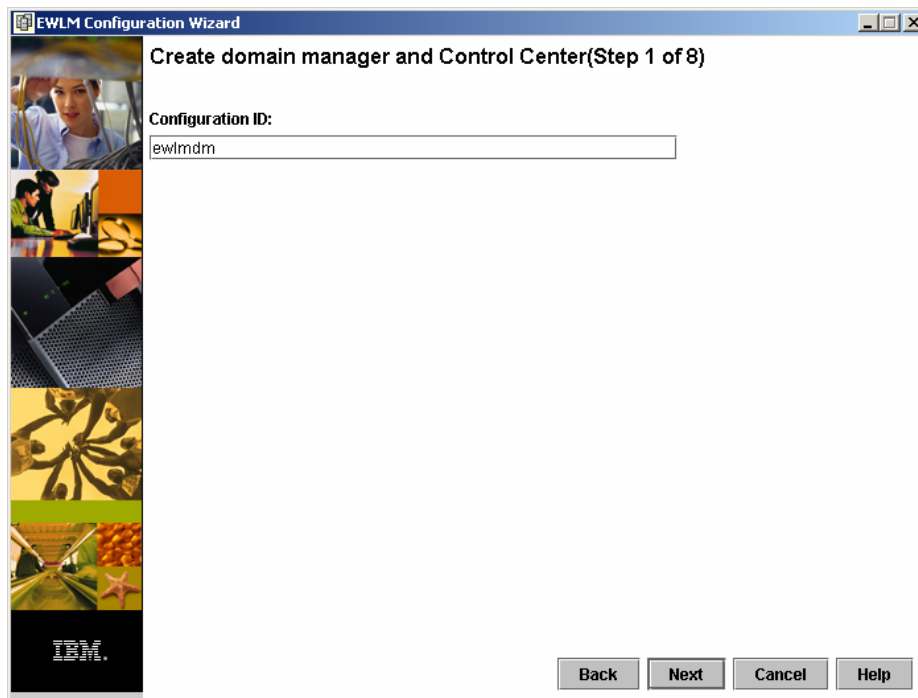 EWLM Configuration Wizard
Create domain manager and Control Center(Step 1 of 8)
Configuration ID:
ewlmdm
IBM.
Back Next Cancel Help